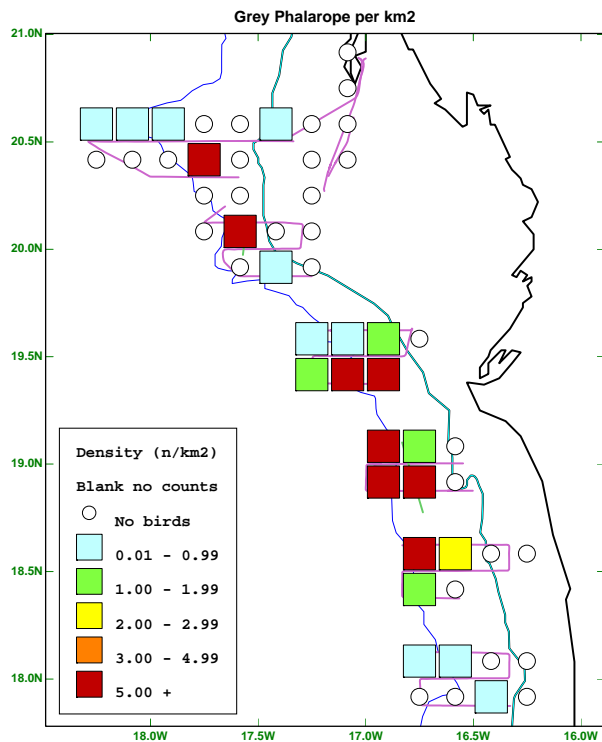 Grey Phalarope per km2
21.0N
20.5N
20.0N
19.5N
19.0N
18.5N
18.0N
Density (n/km2)
Blank no counts
No birds
0.01 - 0.99
1.00 - 1.99
2.00 - 2.99
3.00 - 4.99
5.00 +
18.0W 17.5W 17.0W 16.5W 16.0W